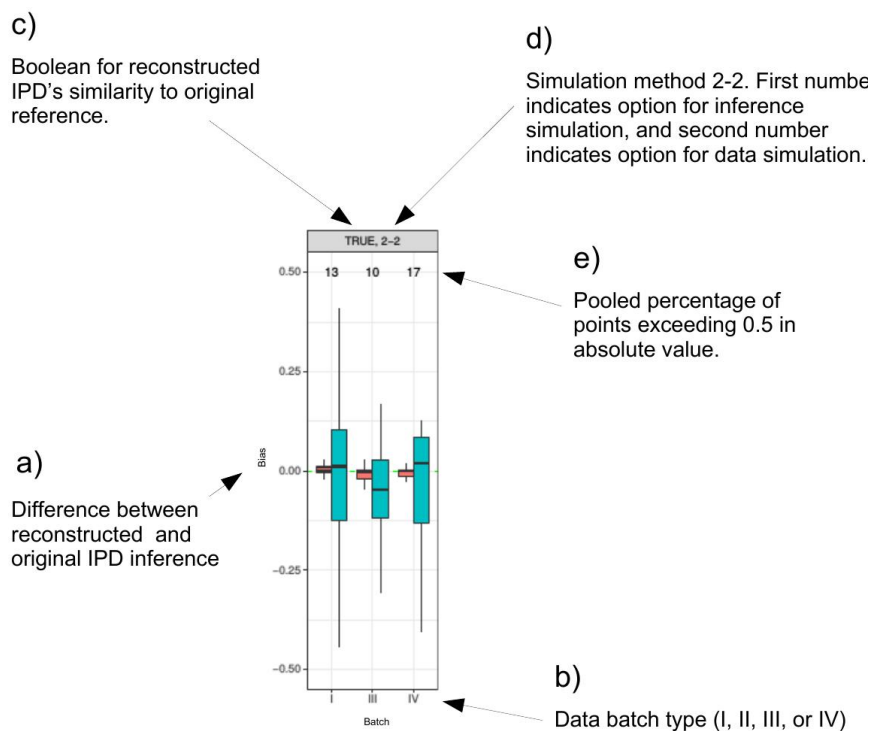 c)
Boolean for reconstructed
IPD's similarity to original
reference.
d)
Simulation method 2-2. First numbe
indicates option for inference
simulation, and second number
indicates option for data simulation.
TRUE, 2−2
13 10 17
e)
Pooled percentage of
points exceeding 0.5 in
absolute value.
0.50
0.25
0.00
−0.25
−0.50
Bias
a)
Difference between
reconstructed and
original IPD inference
I III IV
Batch
b)
Data batch type (I, II, III, or IV)